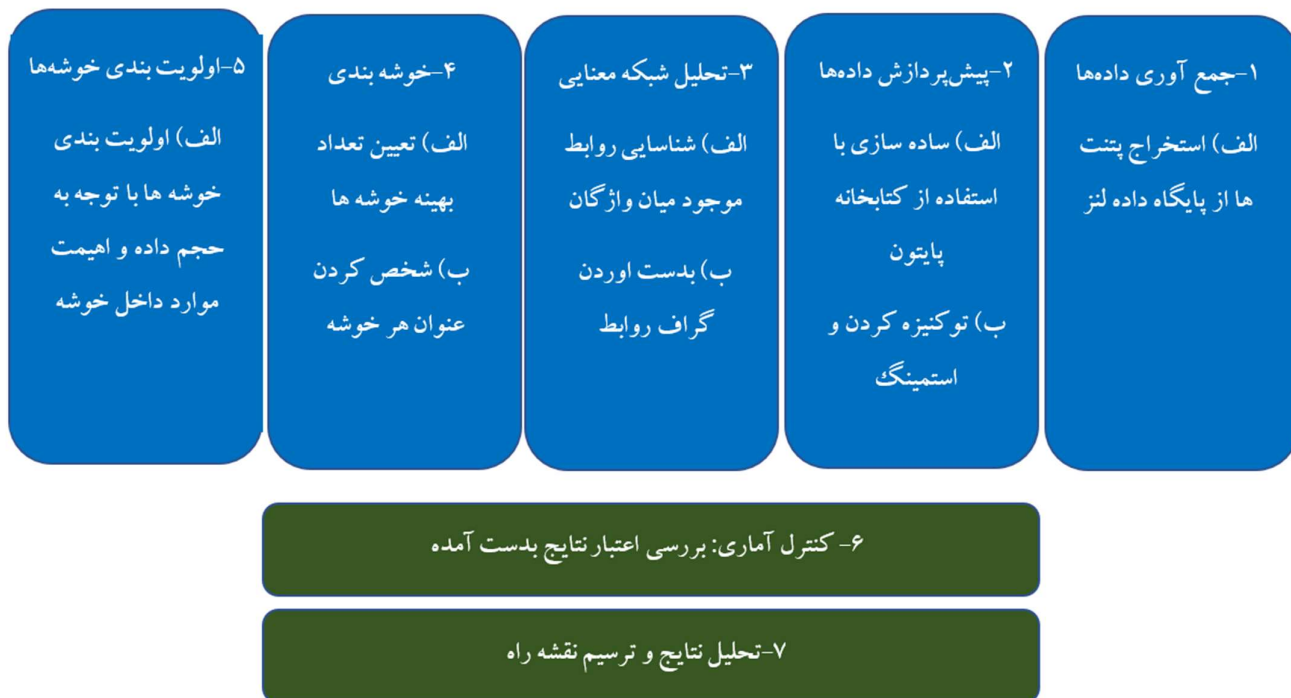 ۱-جمع آوری داده‌ها
الف) استخراج پتنت
ها از پایگاه داده لنز
۲-پیش‌پردازش داده‌ها
الف) ساده سازی با
استفاده از کتابخانه
پایتون
ب) توکنیزه کردن و
استمینگ
۳-تحلیل شبکه معنایی
الف) شناسایی روابط
موجود میان واژگان
ب) بدست اوردن
گراف روابط
۴-خوشه بندی
الف) تعیین تعداد
بهینه خوشه ها
ب) شخص کردن
عنوان هر خوشه
۵-اولویت بندی خوشه‌ها
الف) اولویت بندی
خوشه ها با توجه به
حجم داده و اهیمت
موارد داخل خوشه
۶- کنترل آماری: بررسی اعتبار نتایج بدست آمده
۷-تحلیل نتایج و ترسیم نقشه راه